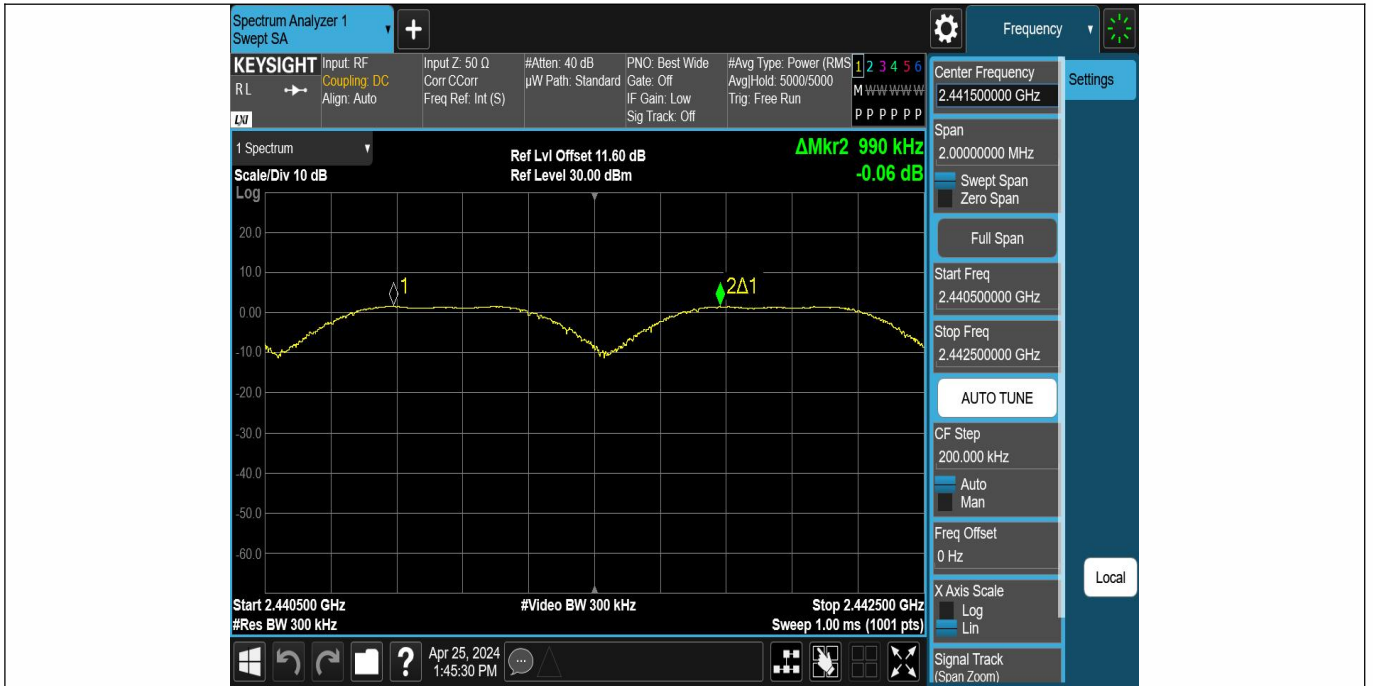 Spectrum Analyzer 1
Swept SA
+
Frequency
KEYSIGHT
RL
LXI
Input: RF
Coupling: DC
Align: Auto
Input Z: 50 Ω
Corr CCorr
Freq Ref: Int (S)
#Atten: 40 dB
µW Path: Standard
PNO: Best Wide
Gate: Off
IF Gain: Low
Sig Track: Off
#Avg Type: Power (RMS
Avg|Hold: 5000/5000
Trig: Free Run
1 2 3 4 5 6
M W W W W W
P P P P P P
1 Spectrum
Scale/Div 10 dB
Log
Ref Lvl Offset 11.60 dB
Ref Level 30.00 dBm
ΔMkr2 990 kHz
-0.06 dB
20.0
10.0
0.00
-10.0
-20.0
-30.0
-40.0
-50.0
-60.0
1
2Δ1
Start 2.440500 GHz
#Res BW 300 kHz
#Video BW 300 kHz
Stop 2.442500 GHz
Sweep 1.00 ms (1001 pts)
Center Frequency
2.441500000 GHz
Settings
Span
2.00000000 MHz
Swept Span
Zero Span
Full Span
Start Freq
2.440500000 GHz
Stop Freq
2.442500000 GHz
AUTO TUNE
CF Step
200.000 kHz
Auto
Man
Freq Offset
0 Hz
X Axis Scale
Log
Lin
Local
Signal Track
(Span Zoom)
?
Apr 25, 2024
1:45:30 PM